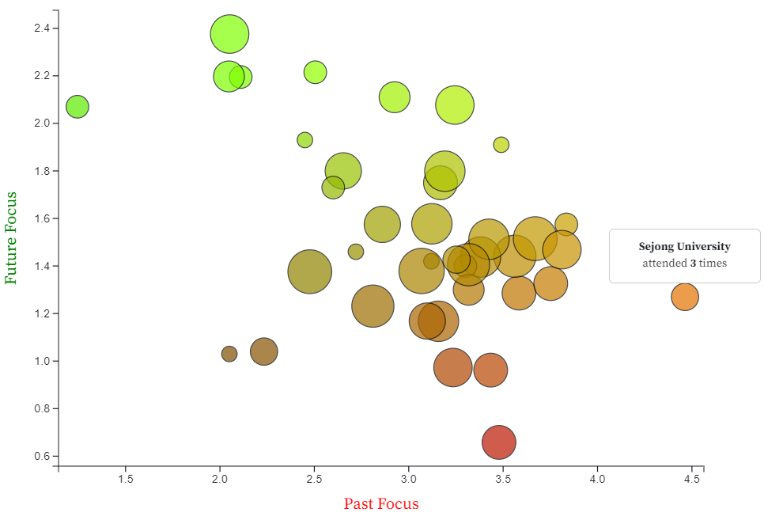 2.4
2.2
2.0
1.8
1.6
1.4
1.2
1.0
0.8
0.6
Future Focus
Sejong University
attended 3 times
1.5 2.0 2.5 3.0 3.5 4.0 4.5
Past Focus